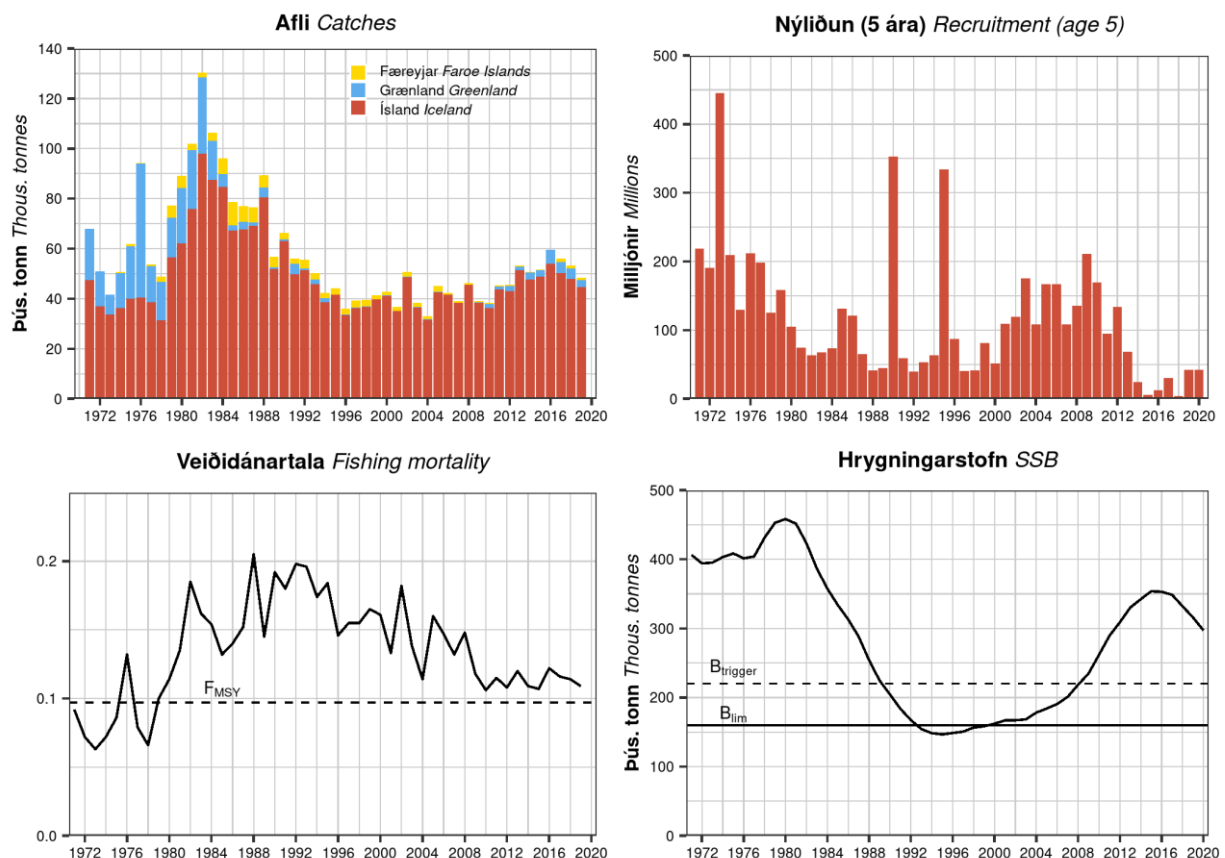 Afli Catches
Þús. tonn Thous. tonnes
140
120
100
80
60
40
20
0
Færeyjar Faroe Islands
Grænland Greenland
Ísland Iceland
1972 1976 1980 1984 1988 1992 1996 2000 2004 2008 2012 2016 2020
Nýliðun (5 ára) Recruitment (age 5)
Milljónir Millions
500
400
300
200
100
0
1972 1976 1980 1984 1988 1992 1996 2000 2004 2008 2012 2016 2020
Veiðidánartala Fishing mortality
0.2
0.1
0.0
FMSY
1972 1976 1980 1984 1988 1992 1996 2000 2004 2008 2012 2016 2020
Hrygningarstofn SSB
Þús. tonn Thous. tonnes
500
400
300
200
100
0
Btrigger
Blim
1972 1976 1980 1984 1988 1992 1996 2000 2004 2008 2012 2016 2020